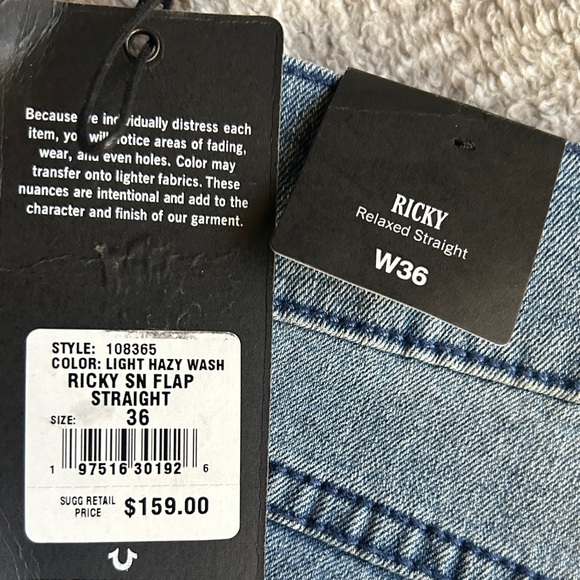 Because we individually distress each
item, you will notice areas of fading,
wear, and even holes. Color may
transfer onto lighter fabrics. These
nuances are intentional and add to the
character and finish of our garment.
STYLE: 108365
COLOR: LIGHT HAZY WASH
RICKY SN FLAP
STRAIGHT
SIZE: 36
1 97516 30192 6
SUGG RETAIL
PRICE $159.00
RICKY
Relaxed Straight
W36